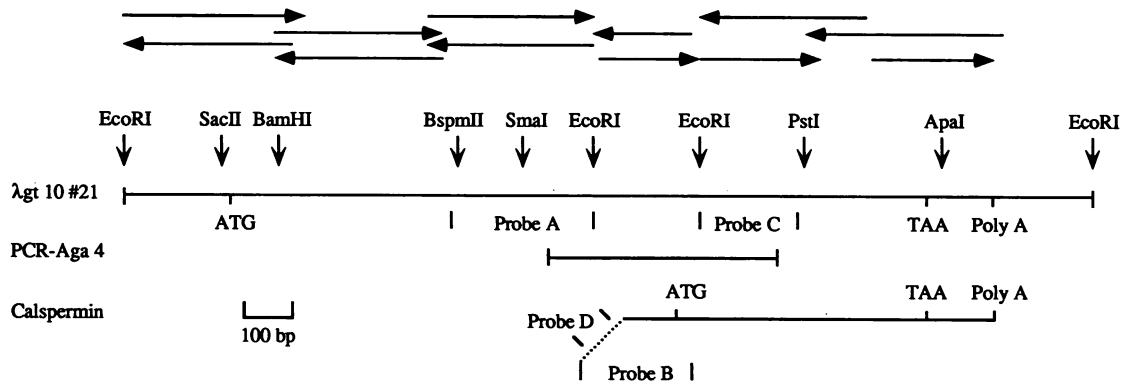 EcoRI SacII BamHI BspmII SmaI EcoRI EcoRI PstI ApaI EcoRI
λgt 10 #21
ATG Probe A Probe C TAA Poly A
PCR-Aga 4
ATG TAA Poly A
Calspermin
100 bp
Probe D
Probe B